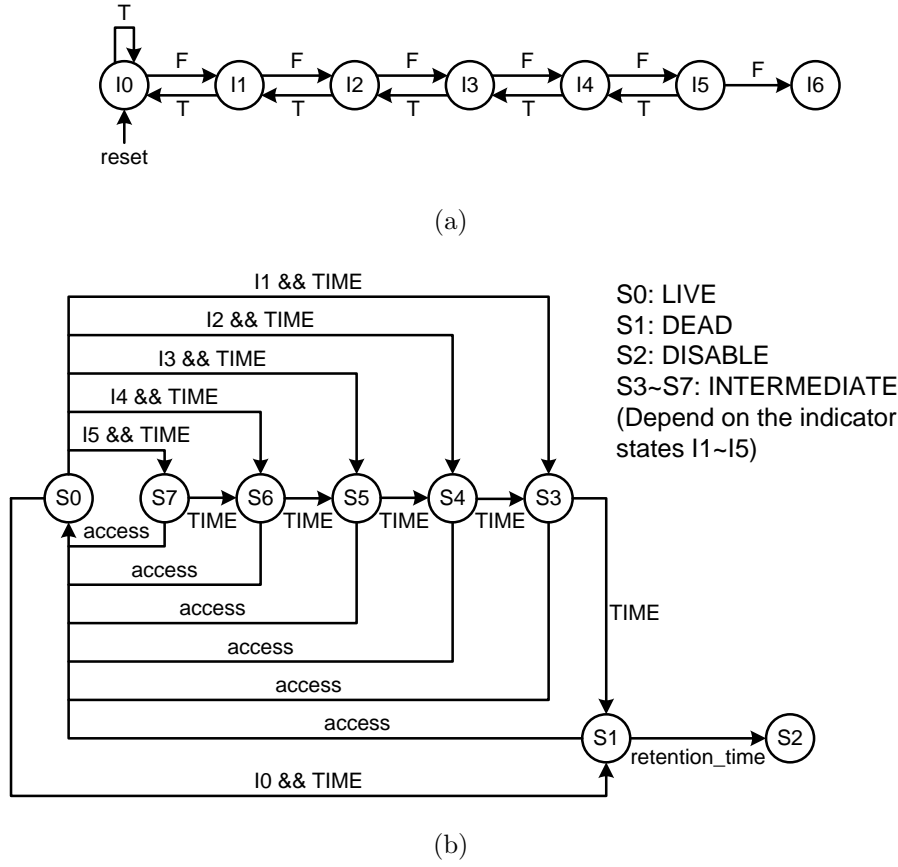 T
F F F F F F
I0 I1 I2 I3 I4 I5 I6
T T T T T
reset
(a)
I1 && TIME
I2 && TIME
I3 && TIME
I4 && TIME
I5 && TIME
S0: LIVE
S1: DEAD
S2: DISABLE
S3~S7: INTERMEDIATE
(Depend on the indicator
states I1~I5)
S0 S7 S6 S5 S4 S3
TIME TIME TIME TIME
access
access
access
access
access
access
TIME
S1 S2
retention_time
I0 && TIME
(b)